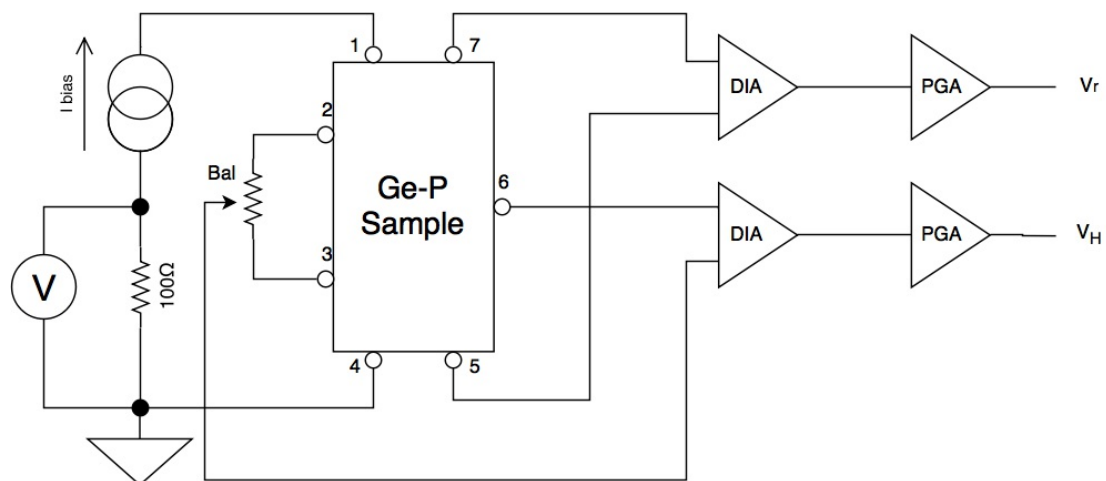 1
7
DIA
PGA
Vr
I bias
2
Bal
Ge-P
Sample
6
DIA
PGA
VH
3
V
100Ω
4
5